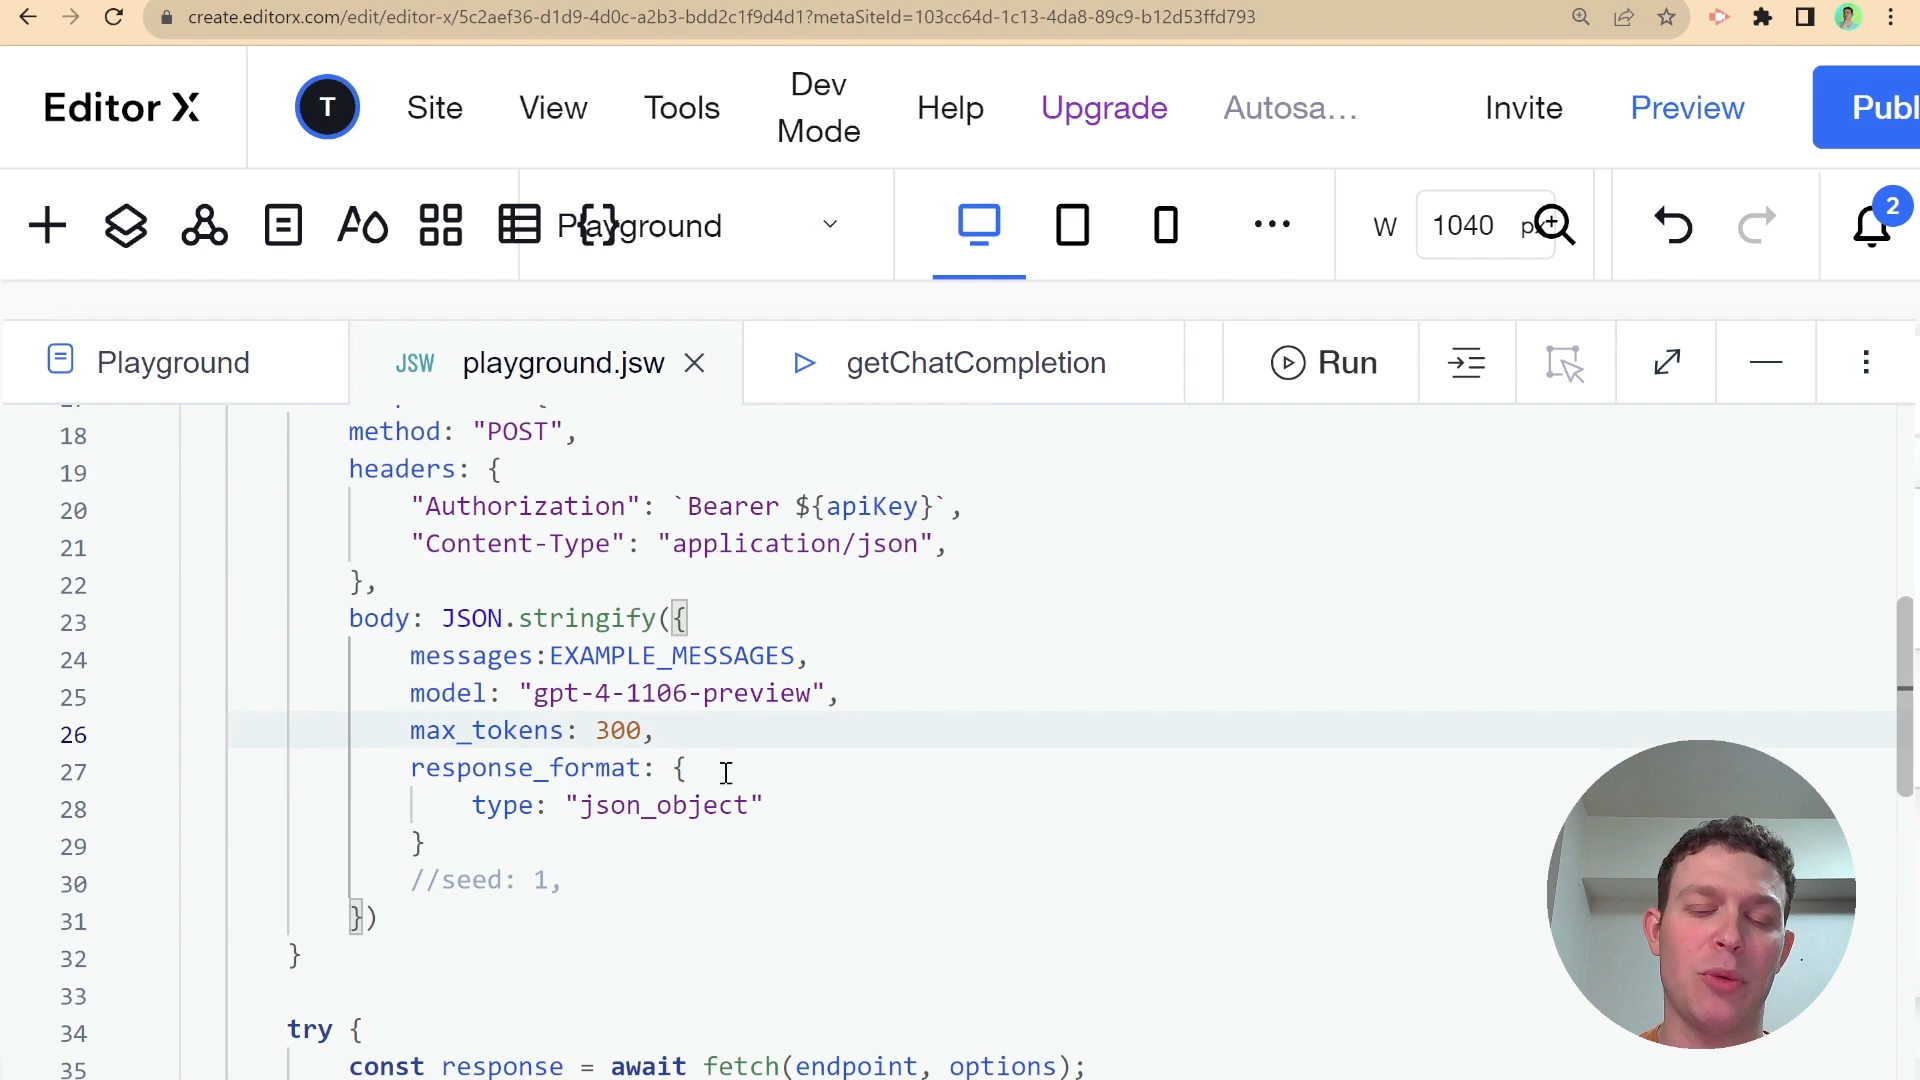 create.editorx.com/edit/editor-x/5c2aef36-d1d9-4d0c-a2b3-bdd2c1f9d4d1?metaSiteId=103cc64d-1c13-4da8-89c9-b12d53ffd793
Editor X
T
Site
View
Tools
Dev
Mode
Help
Upgrade
Autosa...
Invite
Preview
Publ
Playground
W
1040
2
Playground
JSW playground.jsw
getChatCompletion
Run
18 method: "POST",
19 headers: {
20 "Authorization": `Bearer ${apiKey}`,
21 "Content-Type": "application/json",
22 },
23 body: JSON.stringify({
24 messages:EXAMPLE_MESSAGES,
25 model: "gpt-4-1106-preview",
26 max_tokens: 300,
27 response_format: {
28 type: "json_object"
29 }
30 //seed: 1,
31 })
32 }
33
34 try {
35 const response = await fetch(endpoint, options);